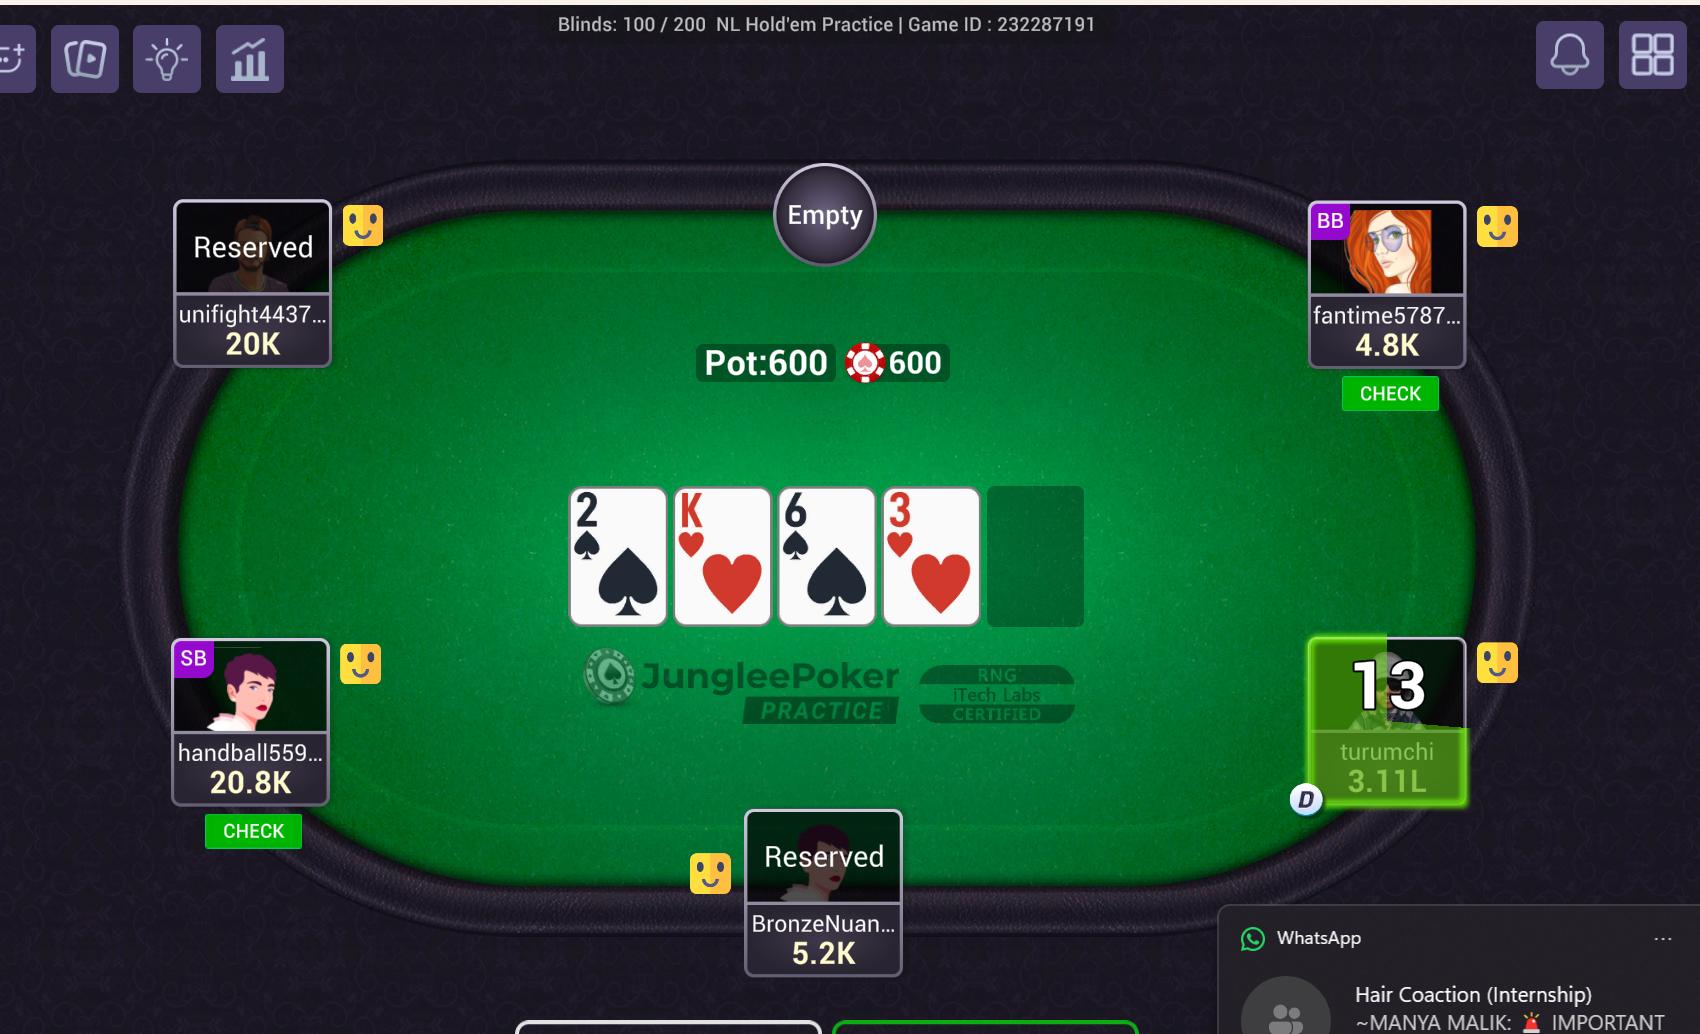 Blinds: 100 / 200 NL Hold'em Practice | Game ID : 232287191
Empty
Reserved
unifight4437...
20K
BB
fantime5787...
4.8K
CHECK
Pot:600 600
2 K 6 3
JungleePoker
PRACTICE
RNG
iTech Labs
CERTIFIED
SB
handball559...
20.8K
CHECK
13
turumchi
3.11L
D
Reserved
BronzeNuan...
5.2K
WhatsApp
...
Hair Coaction (Internship)
~MANYA MALIK: 🚨 IMPORTANT